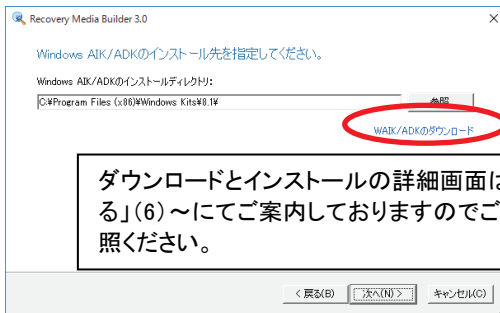 Recovery Media Builder 3.0
Windows AIK/ADKのインストール先を指定してください。
Windows AIK/ADKのインストールディレクトリ:
C:¥Program Files (x86)¥Windows Kits¥8.1¥
参照
WAIK/ADKのダウンロード
ダウンロードとインストールの詳細画面は
る」(6)～にてご案内しておりますのでご
照ください。
< 戻る(B) 次へ(N) > キャンセル(C)